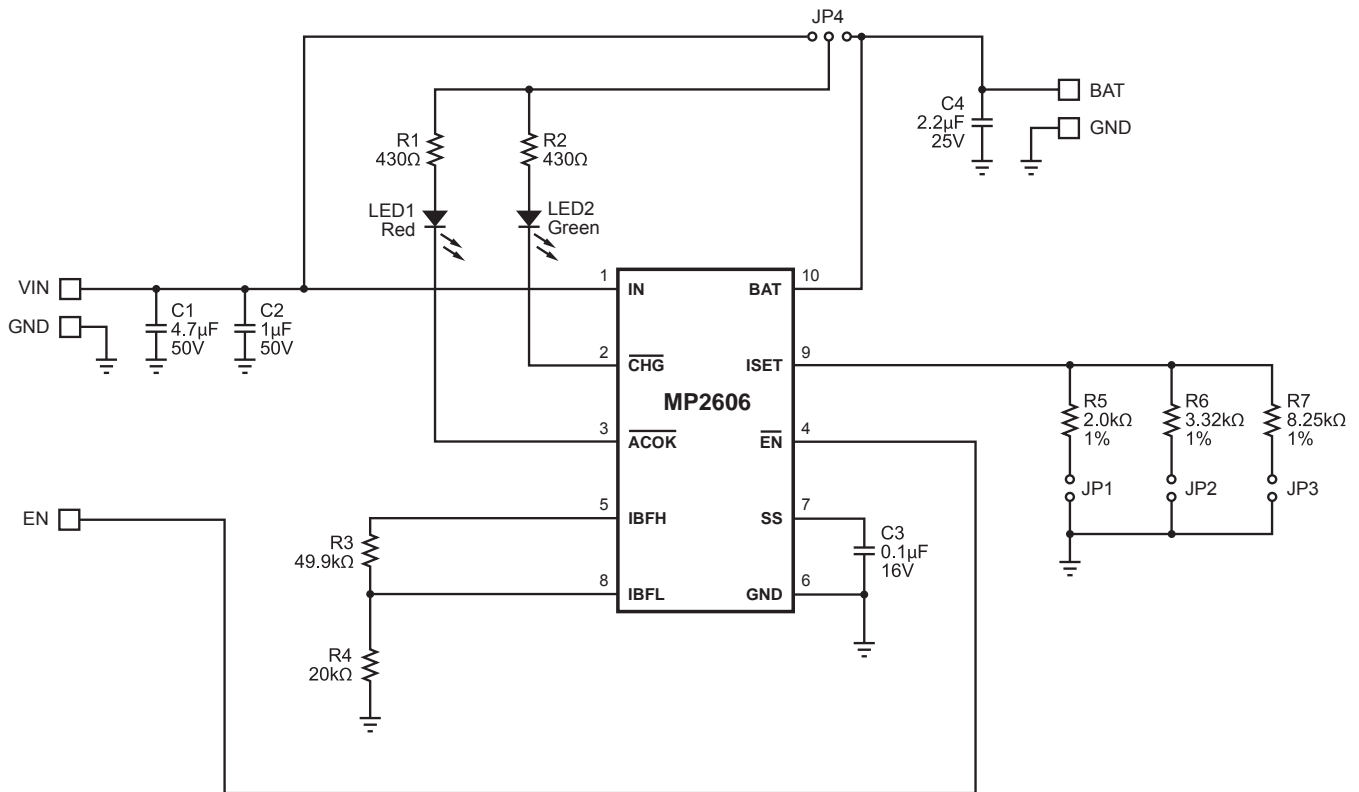 JP4
BAT
C4
2.2µF
25V
GND
R1
430Ω
R2
430Ω
LED1
Red
LED2
Green
VIN
GND
C1
4.7µF
50V
C2
1µF
50V
1
IN
BAT
10
2
CHG
ISET
9
MP2606
3
ACOK
EN
4
5
IBFH
SS
7
8
IBFL
GND
6
R5
2.0kΩ
1%
R6
3.32kΩ
1%
R7
8.25kΩ
1%
JP1
JP2
JP3
EN
R3
49.9kΩ
C3
0.1µF
16V
R4
20kΩ